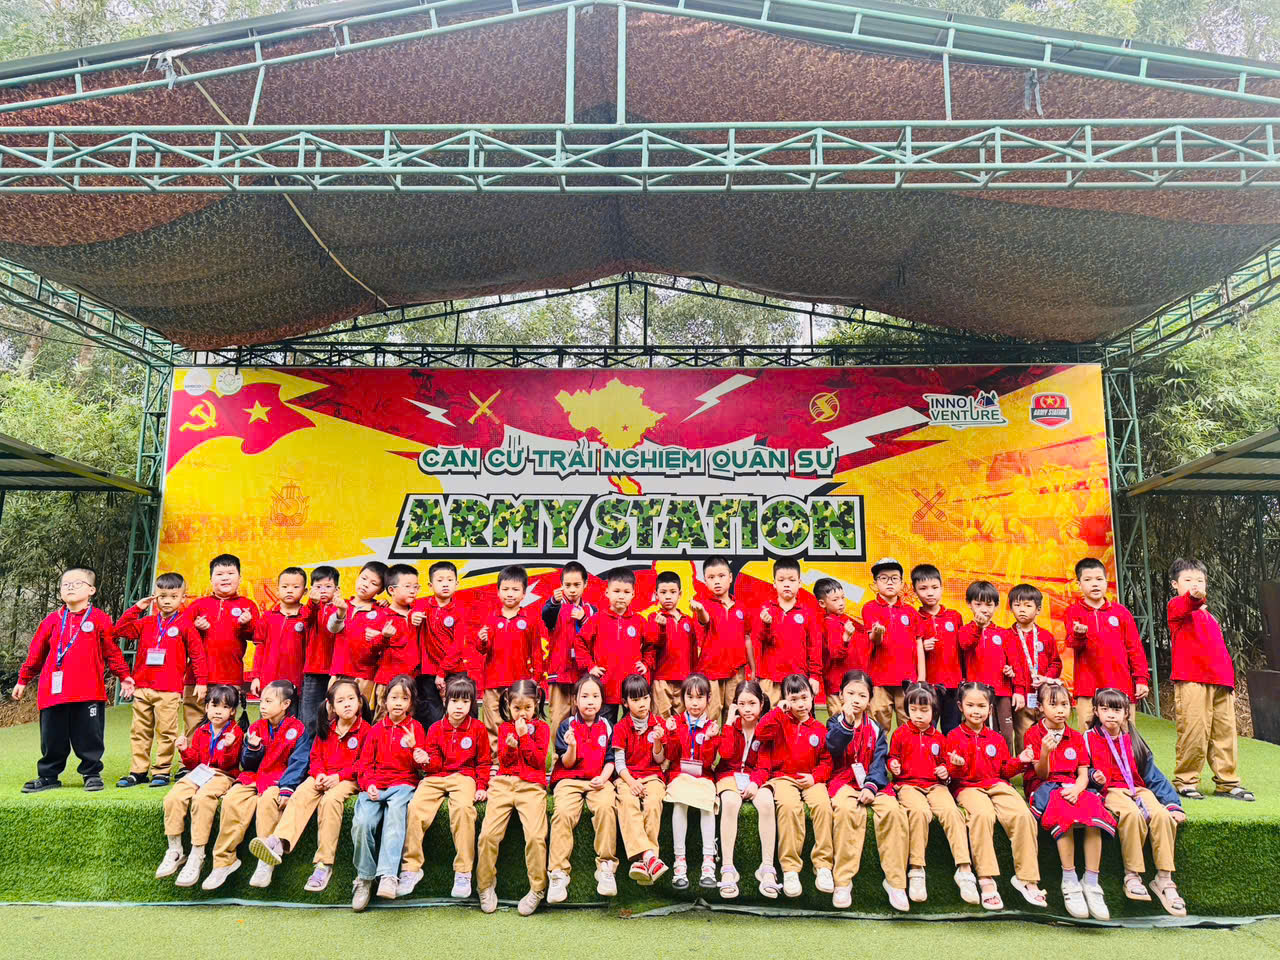 INNO
VENTURE
ARMY STATION
CĂN CỨ TRẢI NGHIỆM QUÂN SỰ
ARMY STATION